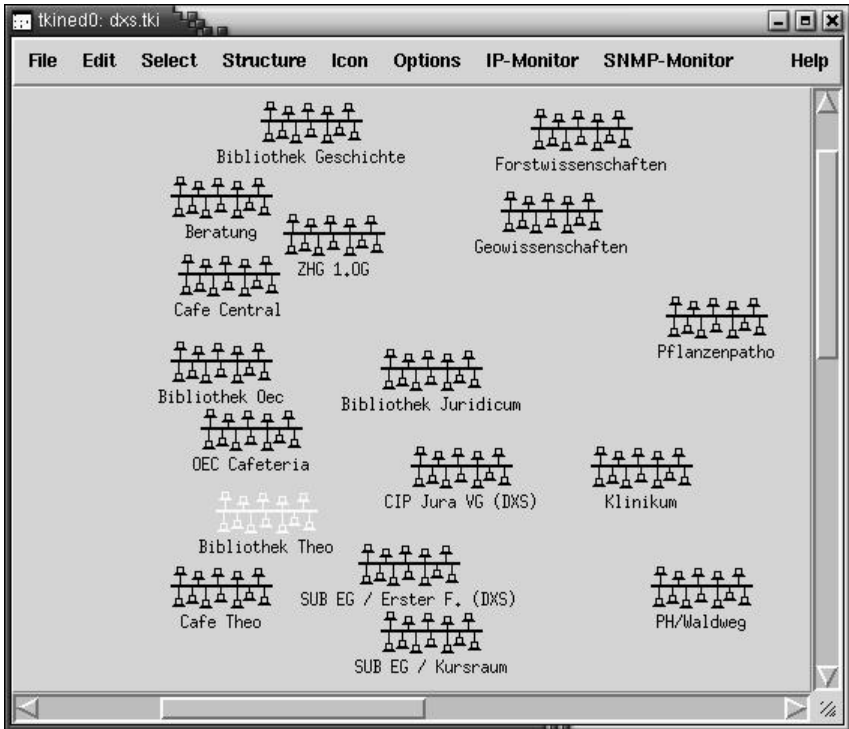 tkined0: dxs.tki
File Edit Select Structure Icon Options IP-Monitor SNMP-Monitor Help
Bibliothek Geschichte
Forstwissenschaften
Beratung
Geowissenschaften
ZHG 1.OG
Cafe Central
Pflanzenpatho
Bibliothek Oec
Bibliothek Juridicum
OEC Cafeteria
CIP Jura VG (DXS)
Klinikum
Bibliothek Theo
SUB EG / Erster F. (DXS)
Cafe Theo
PH/Waldweg
SUB EG / Kursraum